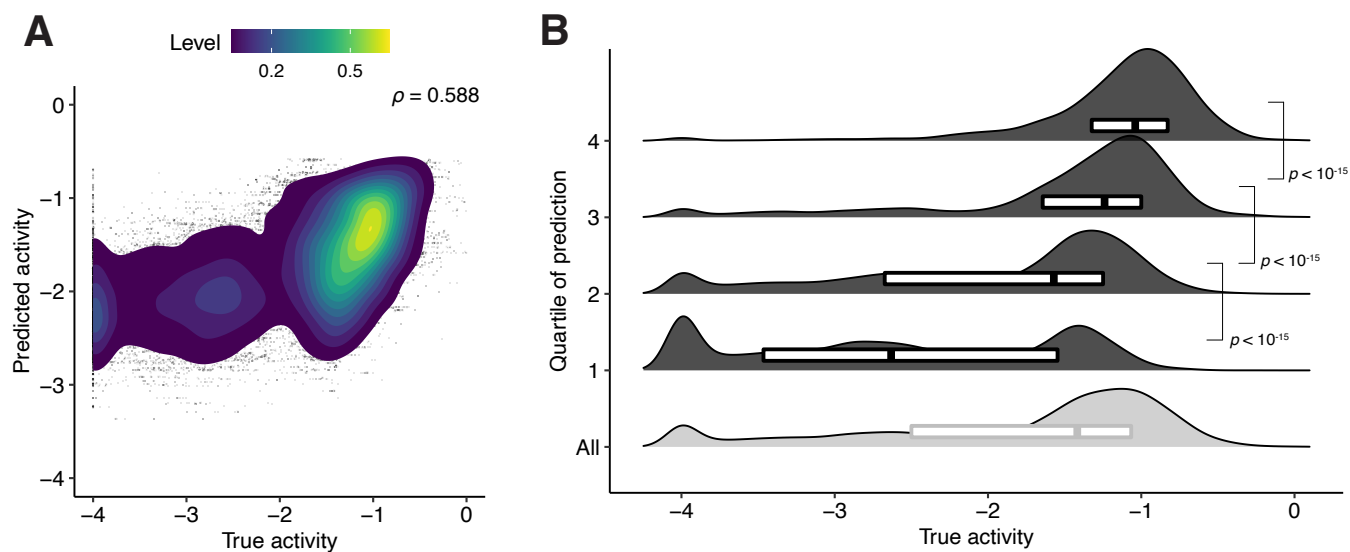 A
Level
0.2 0.5
ρ = 0.588
Predicted activity
0
−1
−2
−3
−4
−4 −3 −2 −1 0
True activity
B
Quartile of prediction
4
3
2
1
All
p < 10-15
p < 10-15
p < 10-15
−4 −3 −2 −1 0
True activity